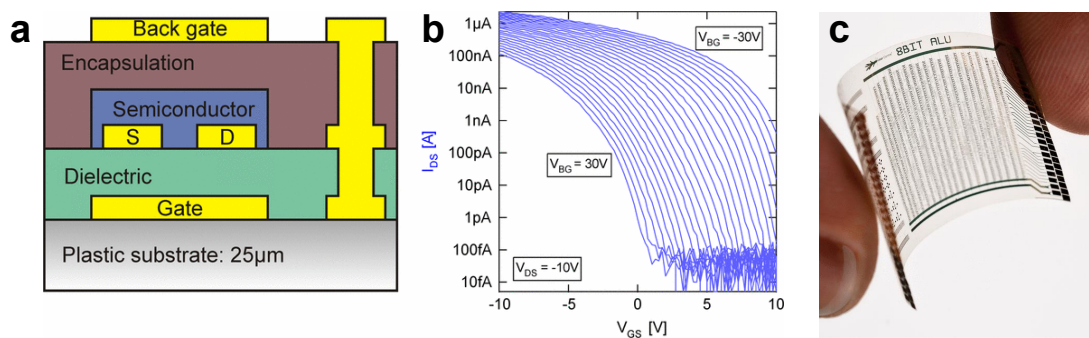 a
Back gate
Encapsulation
Semiconductor
S
D
Dielectric
Gate
Plastic substrate: 25µm
b
1µA
100nA
10nA
1nA
100pA
10pA
1pA
100fA
10fA
I_DS [A]
V_BG = -30V
V_BG = 30V
V_DS = -10V
-10
-5
0
5
10
V_GS [V]
c
8BIT ALU